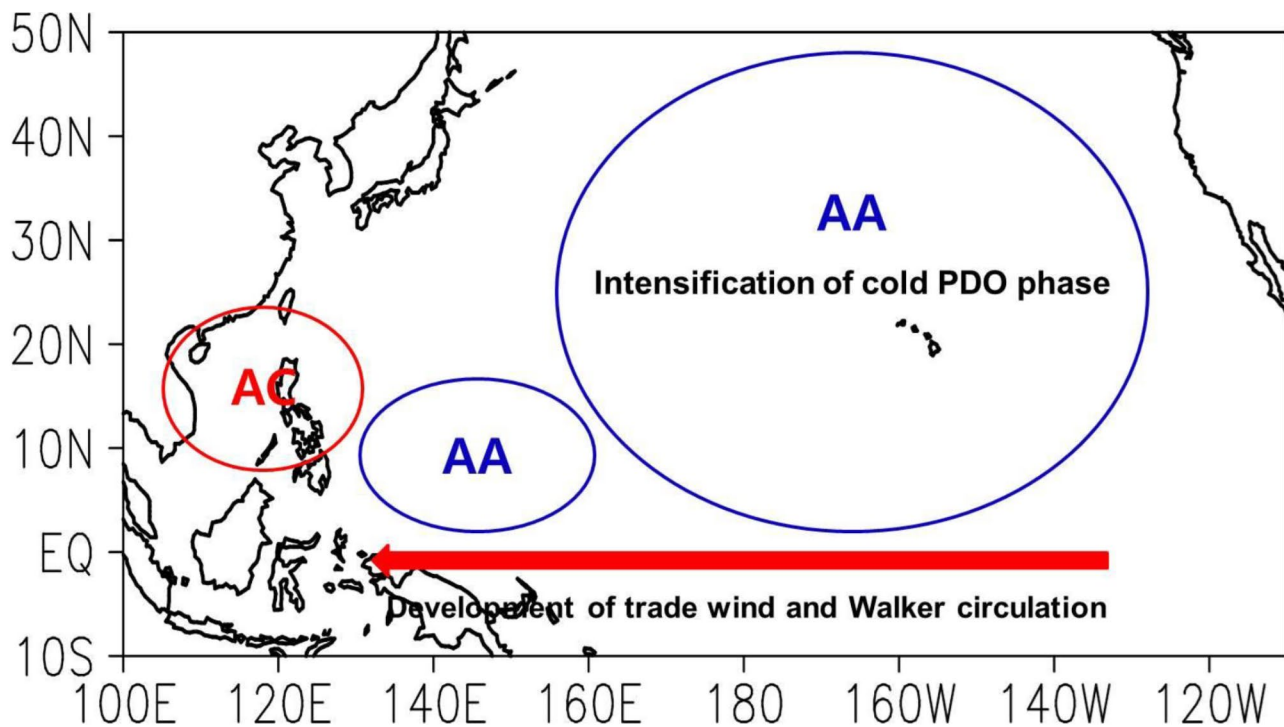 50N
40N
30N
AA
Intensification of cold PDO phase
20N
AC
10N
AA
EQ
Development of trade wind and Walker circulation
10S
100E 120E 140E 160E 180 160W 140W 120W